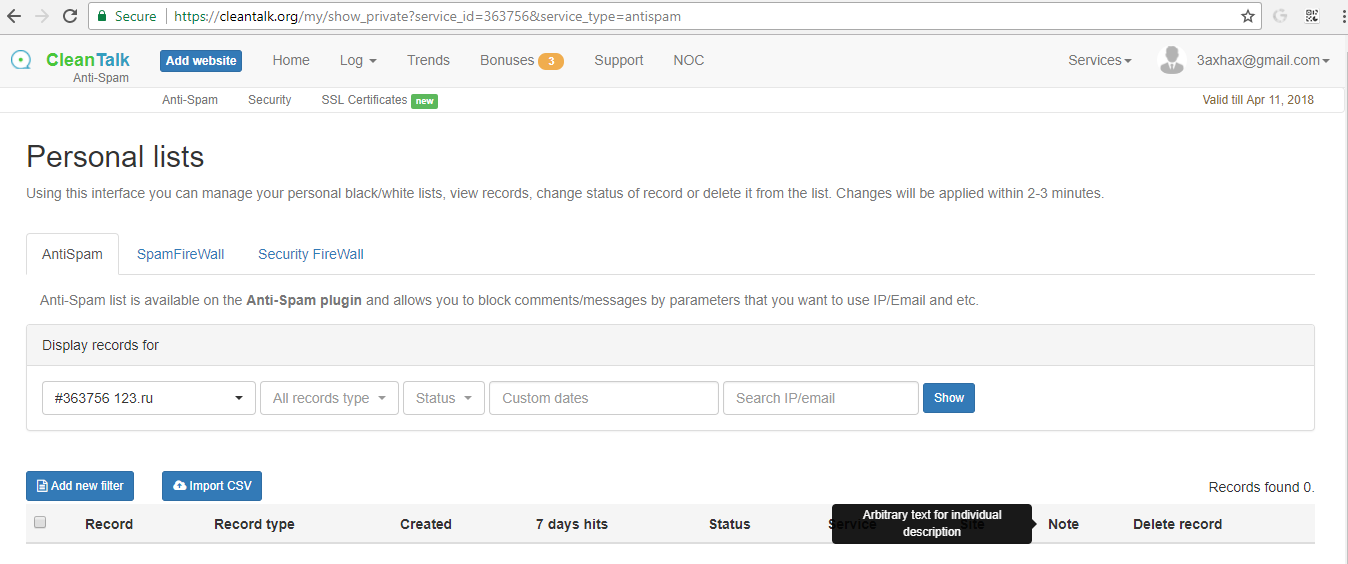 Secure https://cleantalk.org/my/show_private?service_id=363756&service_type=antispam
CleanTalk
Anti-Spam
Add website Home Log Trends Bonuses 3 Support NOC Services 3axhax@gmail.com
Anti-Spam Security SSL Certificates new Valid till Apr 11, 2018
Personal lists
Using this interface you can manage your personal black/white lists, view records, change status of record or delete it from the list. Changes will be applied within 2-3 minutes.
AntiSpam SpamFireWall Security FireWall
Anti-Spam list is available on the Anti-Spam plugin and allows you to block comments/messages by parameters that you want to use IP/Email and etc.
Display records for
#363756 123.ru All records type Status Custom dates Search IP/email Show
Add new filter Import CSV Records found 0.
Record Record type Created 7 days hits Status Service Site Note Delete record
Arbitrary text for individual
description